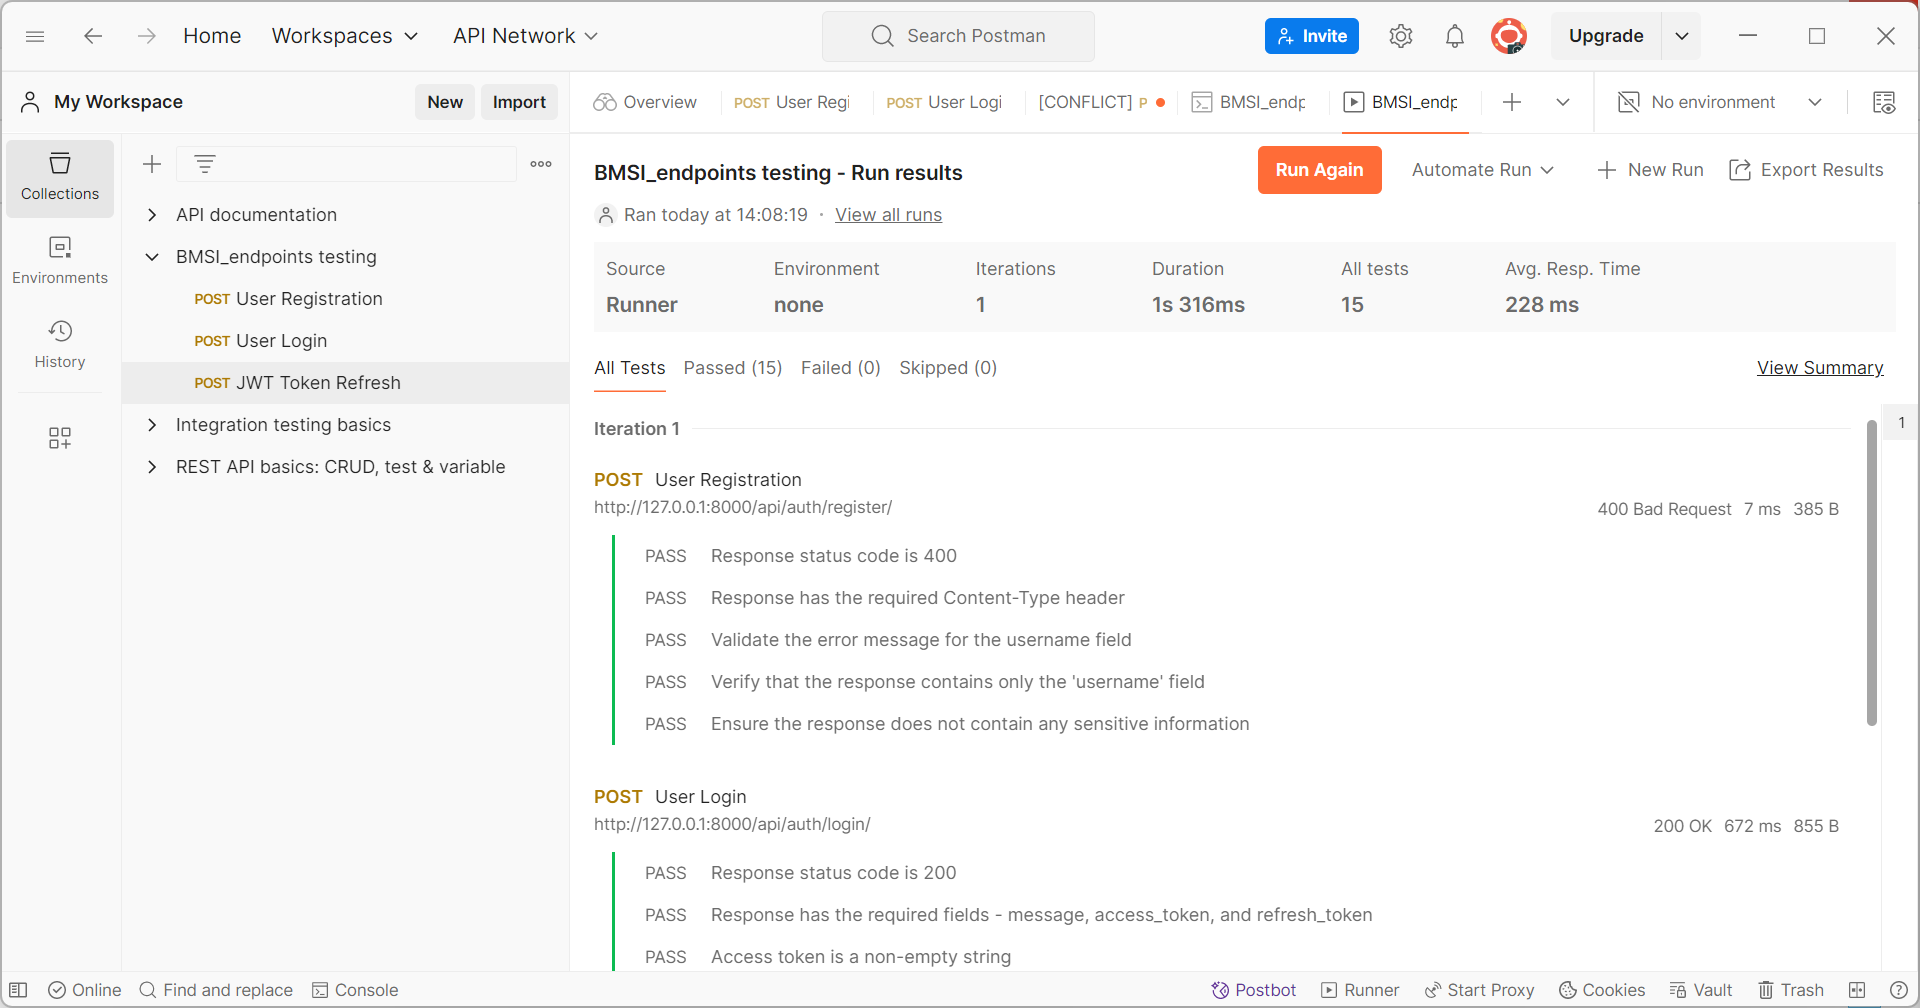 Home Workspaces API Network Search Postman Invite Upgrade
My Workspace New Import
Overview POST User Regi POST User Logi [CONFLICT] P BMSI_endp BMSI_endp No environment
Collections
Environments
History
API documentation
BMSI_endpoints testing
POST User Registration
POST User Login
POST JWT Token Refresh
Integration testing basics
REST API basics: CRUD, test & variable
BMSI_endpoints testing - Run results
Run Again Automate Run New Run Export Results
Ran today at 14:08:19 · View all runs
Source Environment Iterations Duration All tests Avg. Resp. Time
Runner none 1 1s 316ms 15 228 ms
All Tests Passed (15) Failed (0) Skipped (0) View Summary
Iteration 1
1
POST User Registration
http://127.0.0.1:8000/api/auth/register/
400 Bad Request 7 ms 385 B
PASS Response status code is 400
PASS Response has the required Content-Type header
PASS Validate the error message for the username field
PASS Verify that the response contains only the 'username' field
PASS Ensure the response does not contain any sensitive information
POST User Login
http://127.0.0.1:8000/api/auth/login/
200 OK 672 ms 855 B
PASS Response status code is 200
PASS Response has the required fields - message, access_token, and refresh_token
PASS Access token is a non-empty string
Online Find and replace Console Postbot Runner Start Proxy Cookies Vault Trash